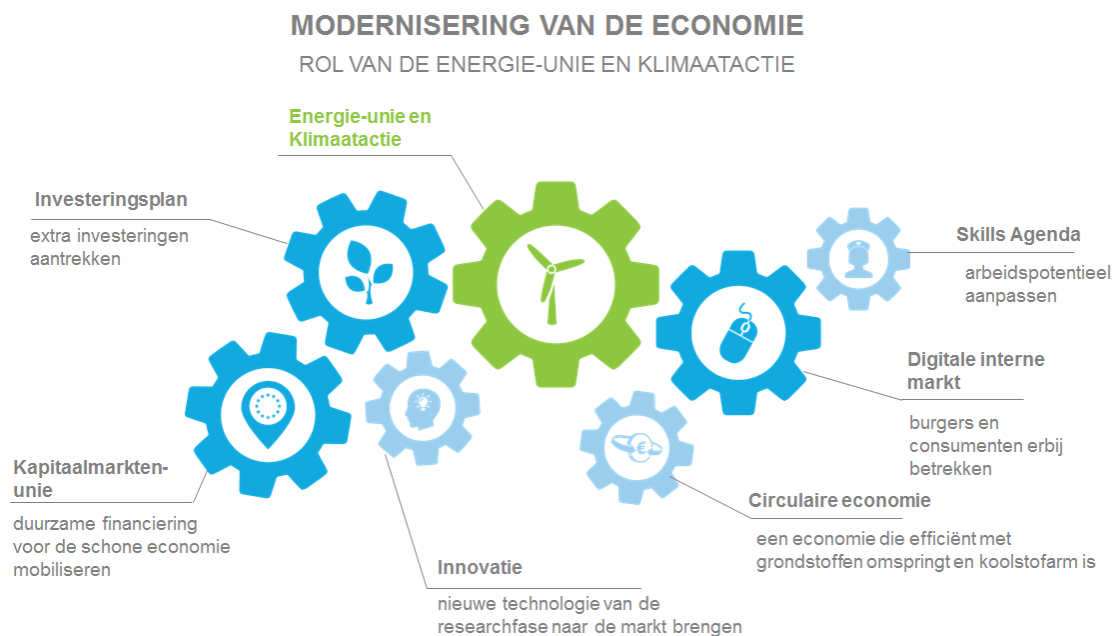 MODERNISERING VAN DE ECONOMIE
ROL VAN DE ENERGIE-UNIE EN KLIMAATACTIE
Energie-unie en
Klimaatactie
Investeringsplan
extra investeringen
aantrekken
Skills Agenda
arbeidspotentieel
aanpassen
Digitale interne
markt
burgers en
consumenten erbij
betrekken
Kapitaalmarkten-
unie
duurzame financiering
voor de schone economie
mobiliseren
Circulaire economie
een economie die efficiënt met
grondstoffen omspringt en koolstofarm is
Innovatie
nieuwe technologie van de
researchfase naar de markt brengen
€